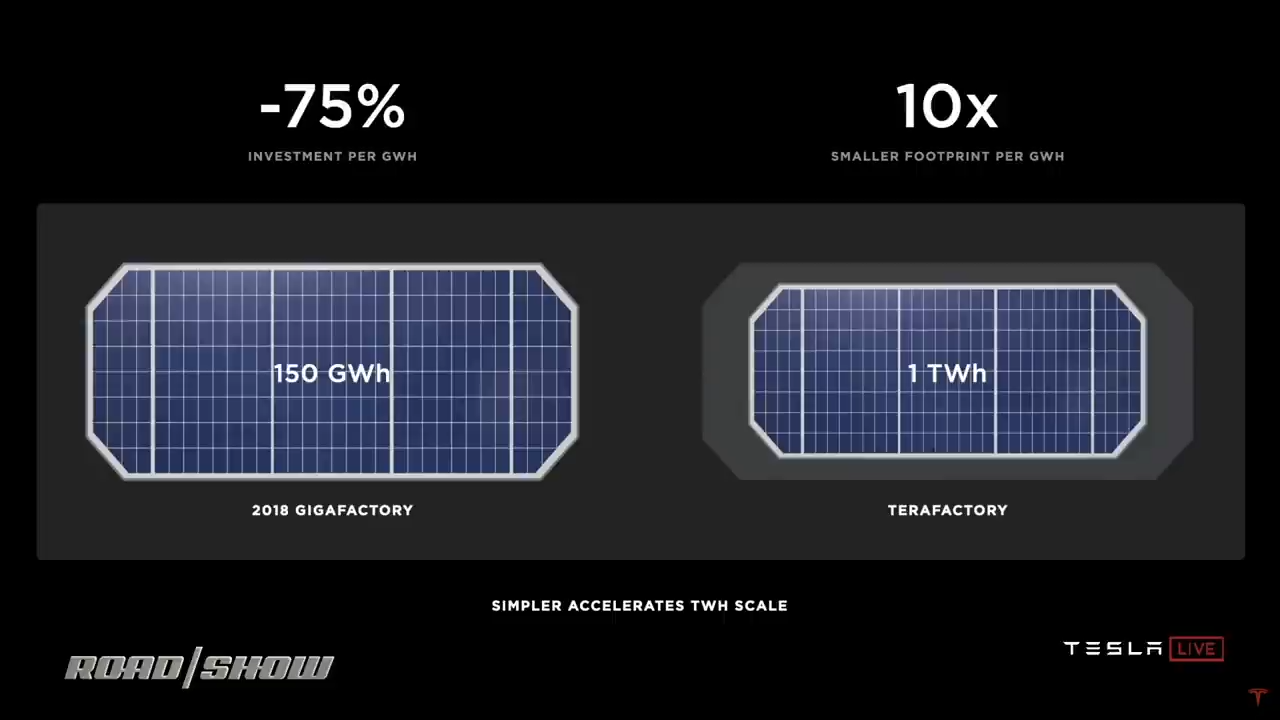 -75%
INVESTMENT PER GWH
10x
SMALLER FOOTPRINT PER GWH
150 GWh
2018 GIGAFACTORY
1 TWh
TERAFACTORY
SIMPLER ACCELERATES TWH SCALE
ROAD/SHOW
TESLA LIVE